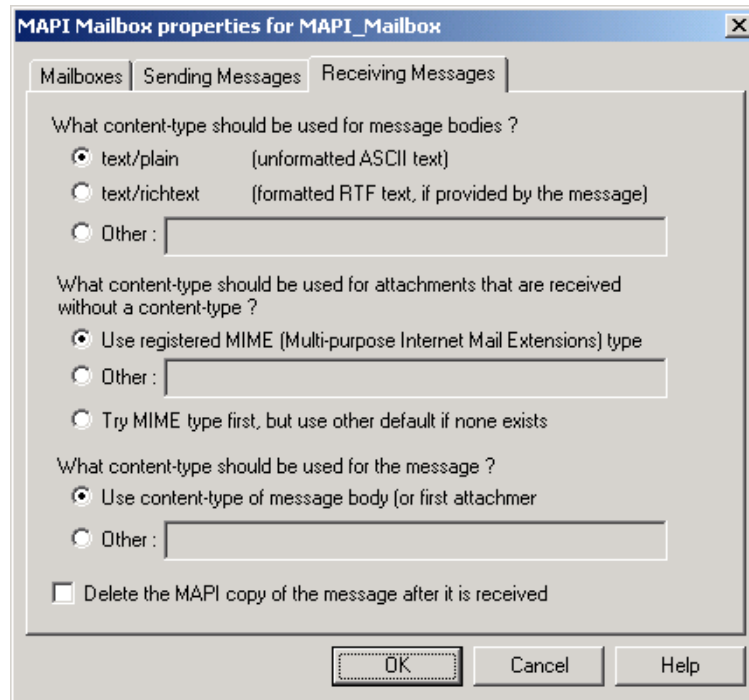 MAPI Mailbox properties for MAPI_Mailbox
Mailboxes Sending Messages Receiving Messages
What content-type should be used for message bodies ?
text/plain (unformatted ASCII text)
text/richtext (formatted RTF text, if provided by the message)
Other :
What content-type should be used for attachments that are received
without a content-type ?
Use registered MIME (Multi-purpose Internet Mail Extensions) type
Other :
Try MIME type first, but use other default if none exists
What content-type should be used for the message ?
Use content-type of message body (or first attachmer
Other :
Delete the MAPI copy of the message after it is received
OK Cancel Help